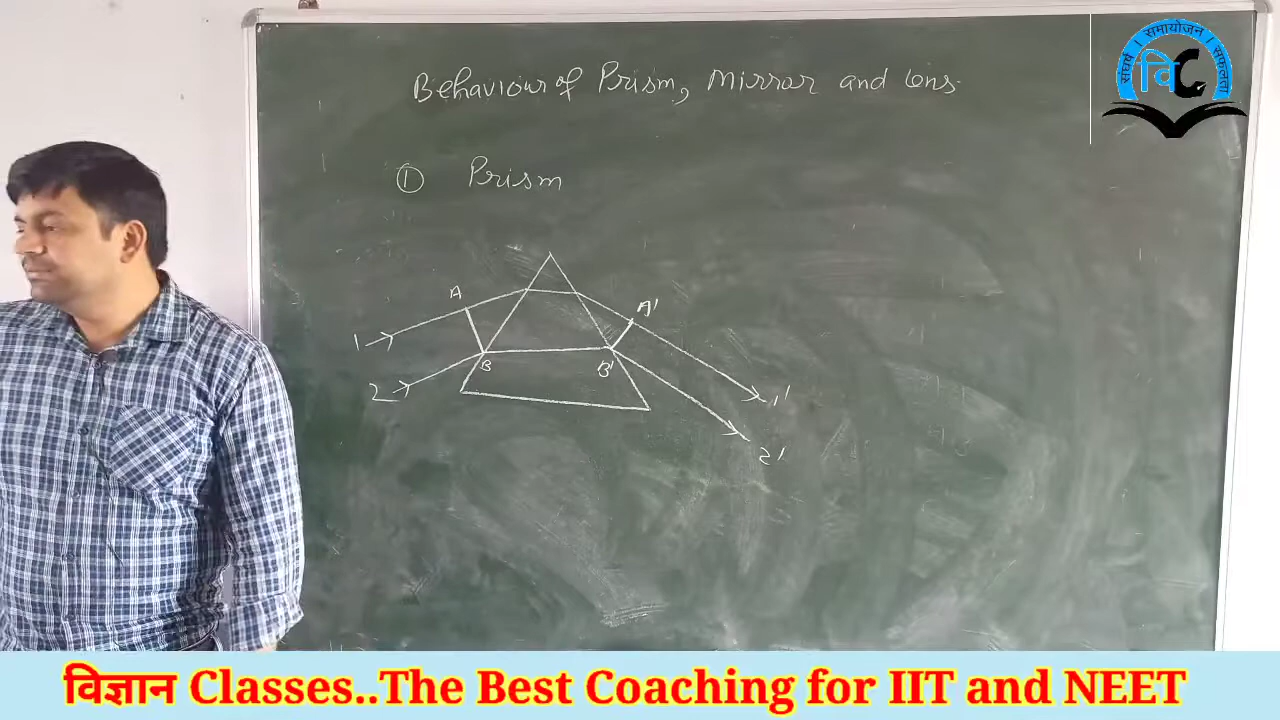 Behaviour of Prism, Mirror and lens.
संघर्ष । समायोजन । सफलता
विC
① Prism
A
A'
1
B
B'
2
1'
2'
विज्ञान Classes..The Best Coaching for IIT and NEET